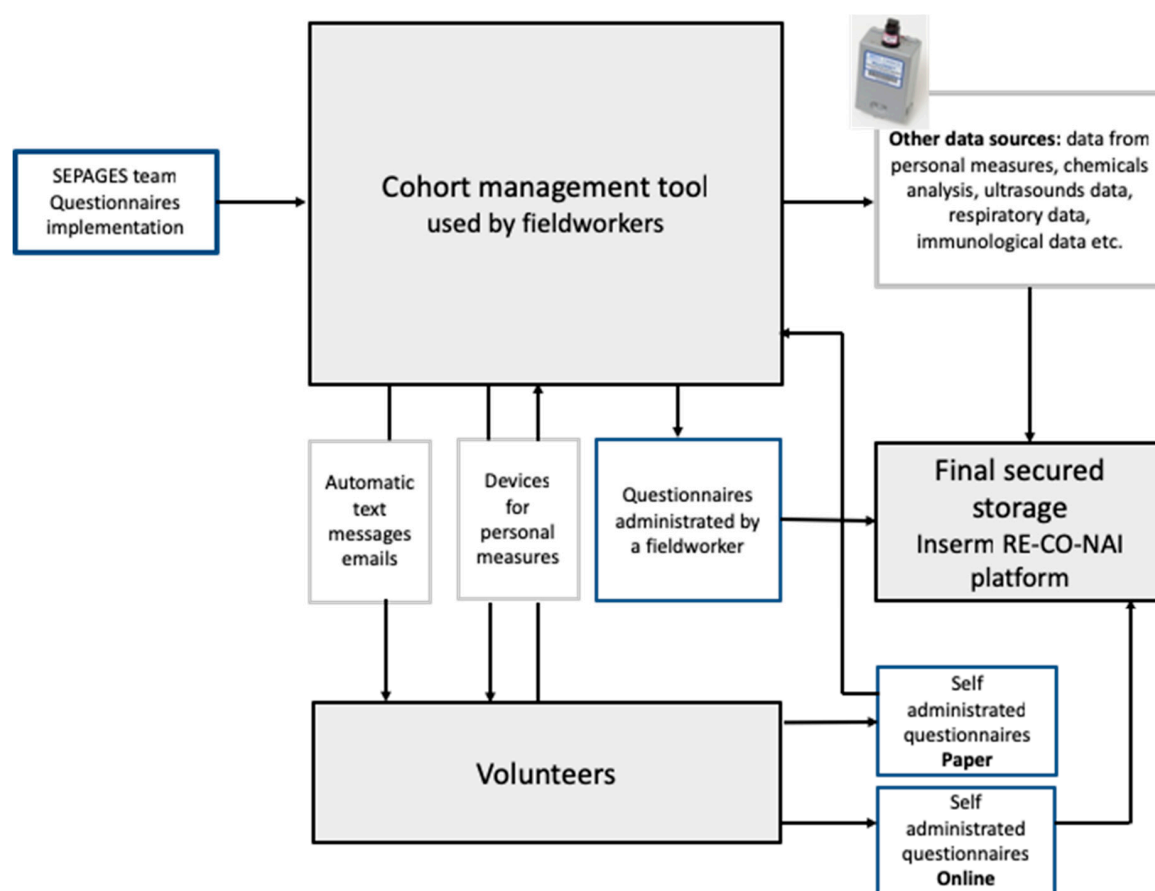 Cohort management tool
used by fieldworkers
SEPAGES team
Questionnaires
implementation
Other data sources: data from
personal measures, chemicals
analysis, ultrasounds data,
respiratory data,
immunological data etc.
Automatic
text
messages
emails
Devices
for
personal
measures
Questionnaires
administrated by
a fieldworker
Final secured
storage
Inserm RE-CO-NAI
platform
Volunteers
Self
administrated
questionnaires
Paper
Self
administrated
questionnaires
Online